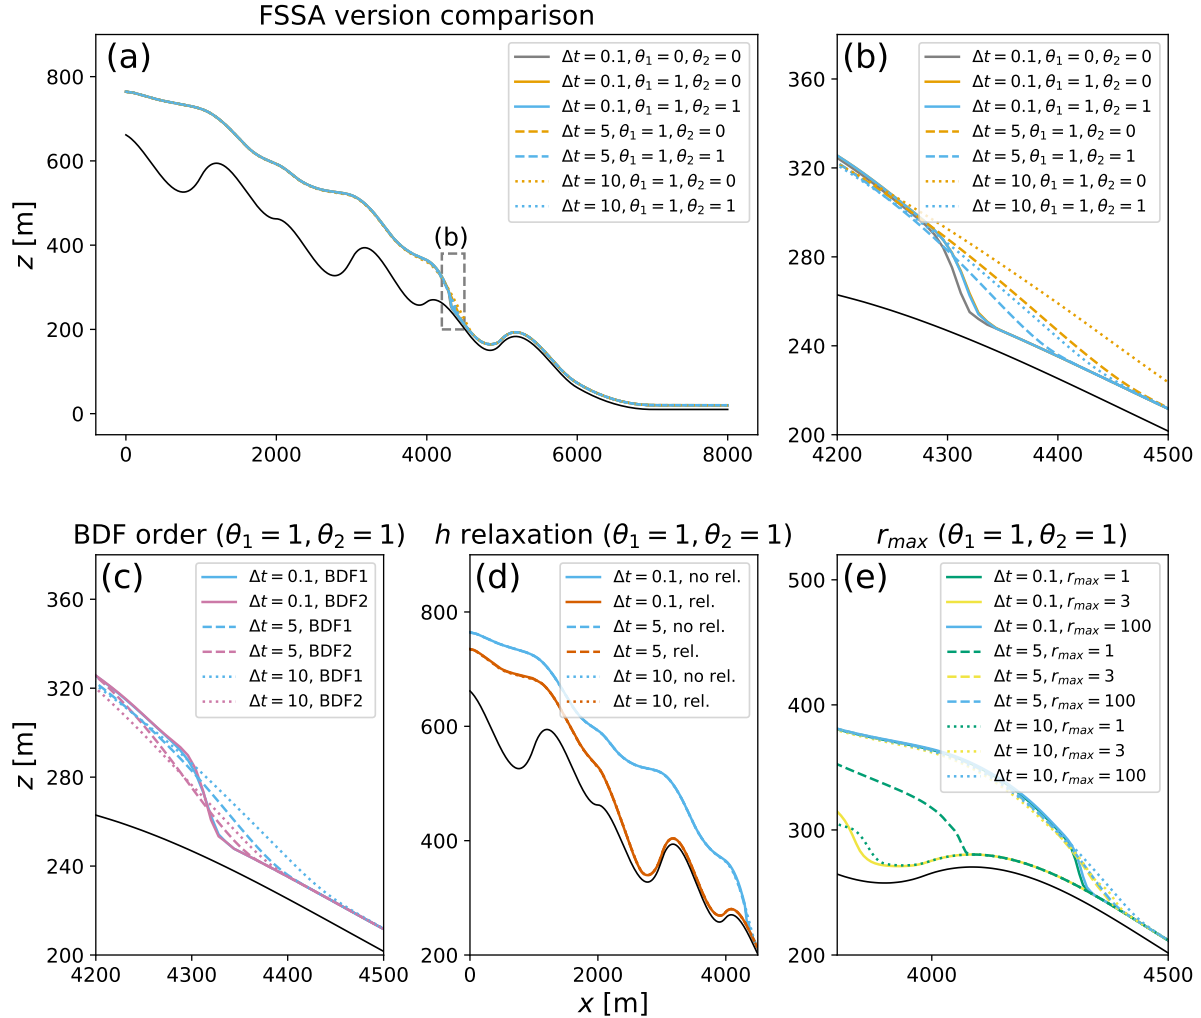 FSSA version comparison
(a)
Δt = 0.1, θ₁ = 0, θ₂ = 0
Δt = 0.1, θ₁ = 1, θ₂ = 0
Δt = 0.1, θ₁ = 1, θ₂ = 1
Δt = 5, θ₁ = 1, θ₂ = 0
Δt = 5, θ₁ = 1, θ₂ = 1
Δt = 10, θ₁ = 1, θ₂ = 0
Δt = 10, θ₁ = 1, θ₂ = 1
(b)
z [m]
800
600
400
200
0
0 2000 4000 6000 8000
(b)
Δt = 0.1, θ₁ = 0, θ₂ = 0
Δt = 0.1, θ₁ = 1, θ₂ = 0
Δt = 0.1, θ₁ = 1, θ₂ = 1
Δt = 5, θ₁ = 1, θ₂ = 0
Δt = 5, θ₁ = 1, θ₂ = 1
Δt = 10, θ₁ = 1, θ₂ = 0
Δt = 10, θ₁ = 1, θ₂ = 1
360
320
280
240
200
4200 4300 4400 4500
BDF order (θ₁ = 1, θ₂ = 1)
(c)
Δt = 0.1, BDF1
Δt = 0.1, BDF2
Δt = 5, BDF1
Δt = 5, BDF2
Δt = 10, BDF1
Δt = 10, BDF2
z [m]
360
320
280
240
200
4200 4300 4400 4500
h relaxation (θ₁ = 1, θ₂ = 1)
(d)
Δt = 0.1, no rel.
Δt = 0.1, rel.
Δt = 5, no rel.
Δt = 5, rel.
Δt = 10, no rel.
Δt = 10, rel.
800
600
400
200
0 2000 4000
x [m]
r_max (θ₁ = 1, θ₂ = 1)
(e)
Δt = 0.1, r_max = 1
Δt = 0.1, r_max = 3
Δt = 0.1, r_max = 100
Δt = 5, r_max = 1
Δt = 5, r_max = 3
Δt = 5, r_max = 100
Δt = 10, r_max = 1
Δt = 10, r_max = 3
Δt = 10, r_max = 100
500
400
300
200
4000 4500